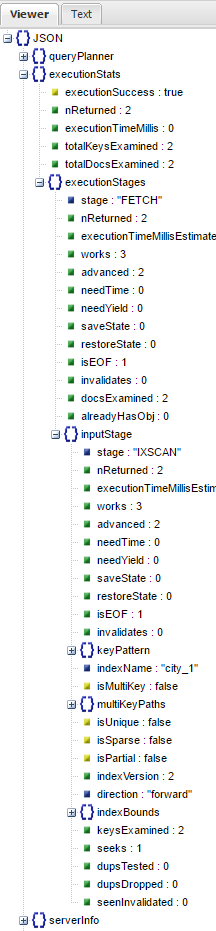 Viewer Text
JSON
queryPlanner
executionStats
executionSuccess : true
nReturned : 2
executionTimeMillis : 0
totalKeysExamined : 2
totalDocsExamined : 2
executionStages
stage : "FETCH"
nReturned : 2
executionTimeMillisEstimate
works : 3
advanced : 2
needTime : 0
needYield : 0
saveState : 0
restoreState : 0
isEOF : 1
invalidates : 0
docsExamined : 2
alreadyHasObj : 0
inputStage
stage : "IXSCAN"
nReturned : 2
executionTimeMillisEstim
works : 3
advanced : 2
needTime : 0
needYield : 0
saveState : 0
restoreState : 0
isEOF : 1
invalidates : 0
keyPattern
indexName : "city_1"
isMultiKey : false
multiKeyPaths
isUnique : false
isSparse : false
isPartial : false
indexVersion : 2
direction : "forward"
indexBounds
keysExamined : 2
seeks : 1
dupsTested : 0
dupsDropped : 0
seenInvalidated : 0
serverInfo